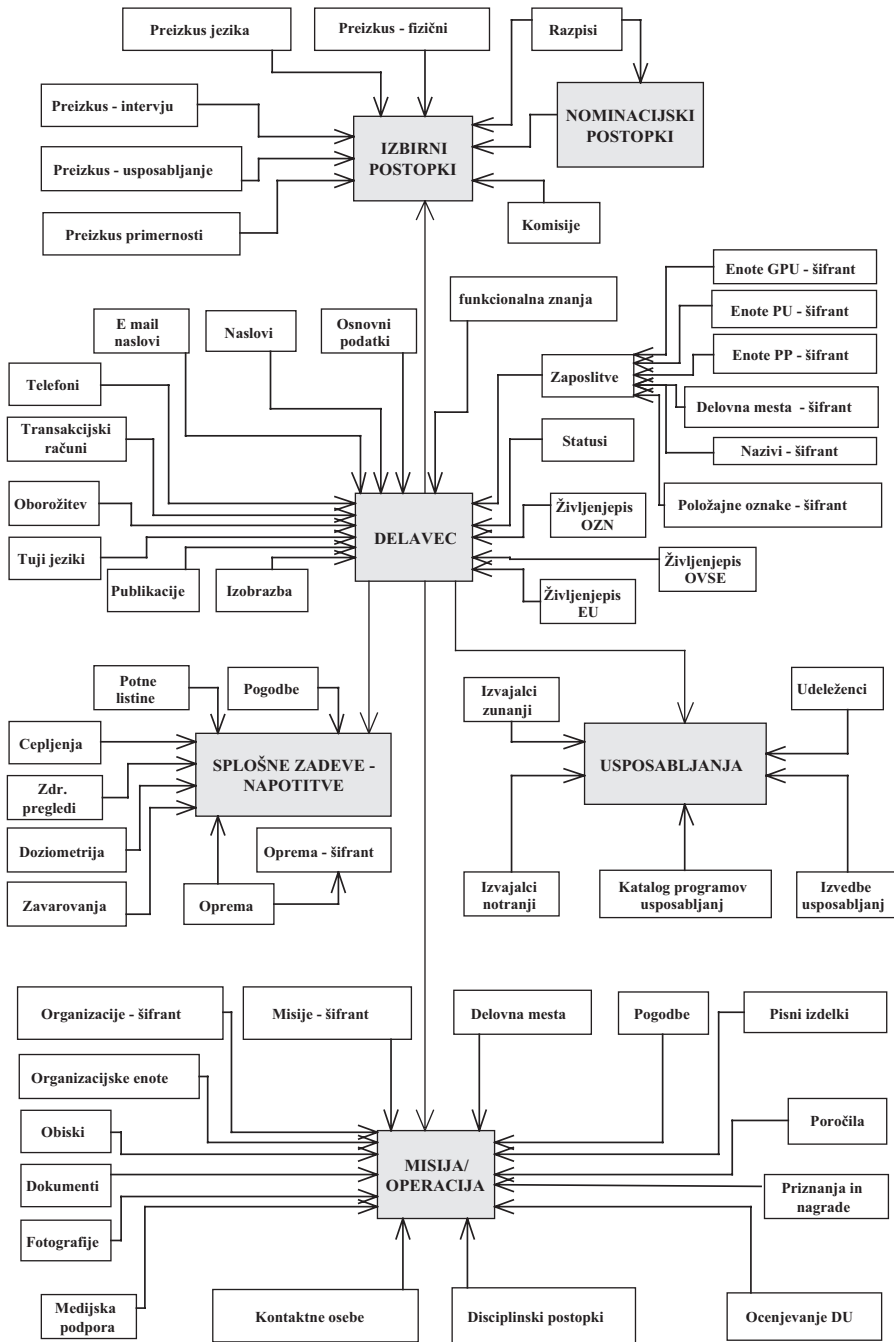 Preizkus jezika
Preizkus - fizični
Razpisi
Preizkus - intervju
NOMINACIJSKI
POSTOPKI
IZBIRNI
POSTOPKI
Preizkus - usposabljanje
Preizkus primernosti
Komisije
Enote GPU - šifrant
funkcionalna znanja
Enote PU - šifrant
E mail
naslovi
Naslovi
Osnovni
podatki
Enote PP - šifrant
Zaposlitve
Telefoni
Delovna mesta - šifrant
Transakcijski
računi
Statusi
Nazivi - šifrant
Oborožitev
Položajne oznake - šifrant
DELAVEC
Življenjepis
OZN
Tuji jeziki
Življenjepis
OVSE
Publikacije
Izobrazba
Življenjepis
EU
Potne
listine
Pogodbe
Izvajalci
zunanji
Udeleženci
Cepljenja
SPLOŠNE ZADEVE -
NAPOTITVE
USPOSABLJANJA
Zdr.
pregledi
Doziometrija
Oprema - šifrant
Zavarovanja
Oprema
Izvajalci
notranji
Katalog programov
usposabljanj
Izvedbe
usposabljanj
Organizacije - šifrant
Misije - šifrant
Delovna mesta
Pogodbe
Pisni izdelki
Organizacijske enote
Obiski
Poročila
MISIJA/
OPERACIJA
Dokumenti
Priznanja in
nagrade
Fotografije
Medijska
podpora
Kontaktne osebe
Disciplinski postopki
Ocenjevanje DU